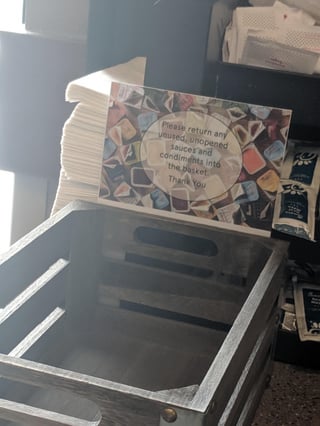 Please return any
unused, unopened
sauces and
condiments into
the basket.
Thank You